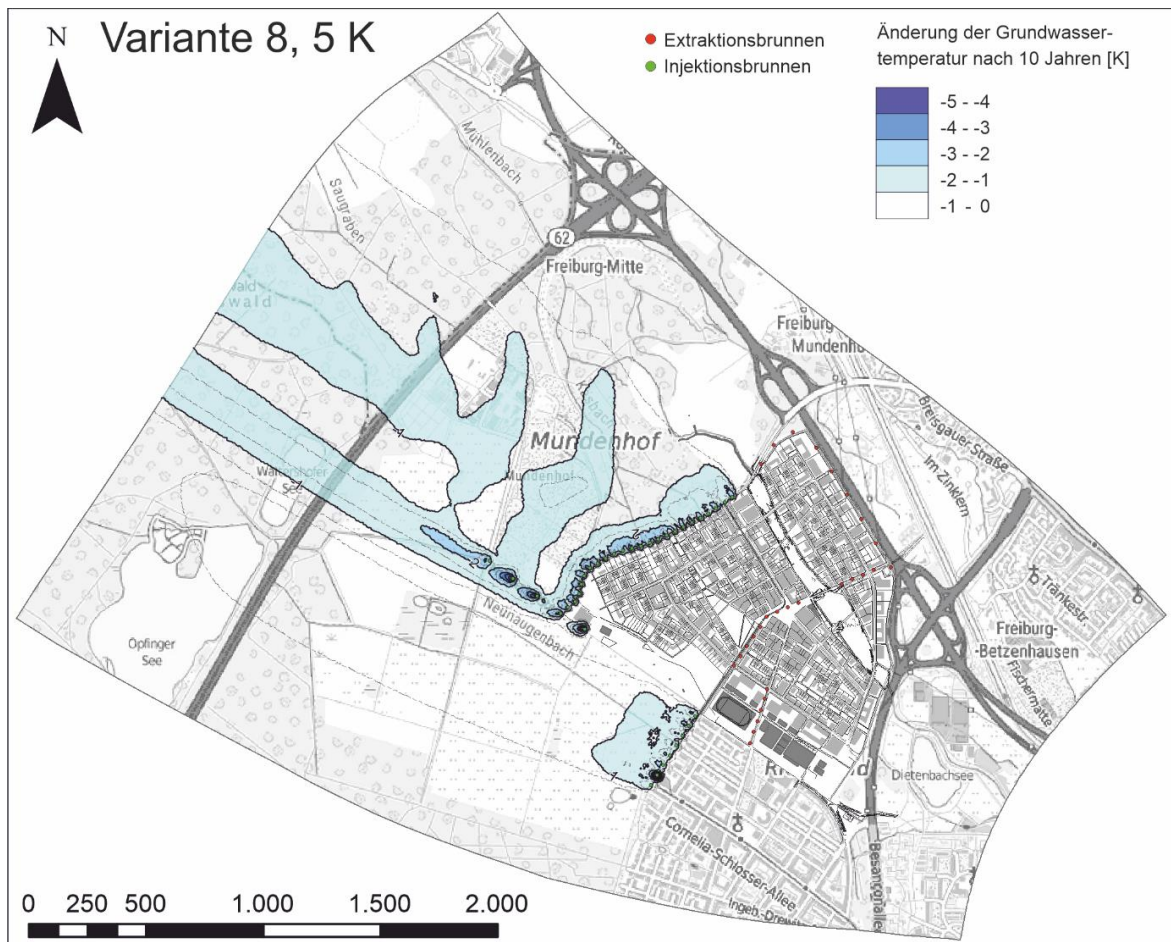 N
Variante 8, 5 K
Extraktionsbrunnen
Injektionsbrunnen
Änderung der Grundwasser-
temperatur nach 10 Jahren [K]
-5 - -4
-4 - -3
-3 - -2
-2 - -1
-1 - 0
Mühlenbach
Saugraben
62
Freiburg-Mitte
Freiburg
Breisgauer Straße
Im Zinklern
Mundenhof
Mundenhof
See
Neunaugenbach
Opfinger
See
Tränkestr
Freiburg-
-Betzenhausen
Fischermatte
Dietenbachsee
Cornelia-Schlosser-Allee
Besançonallee
0 250 500 1.000 1.500 2.000